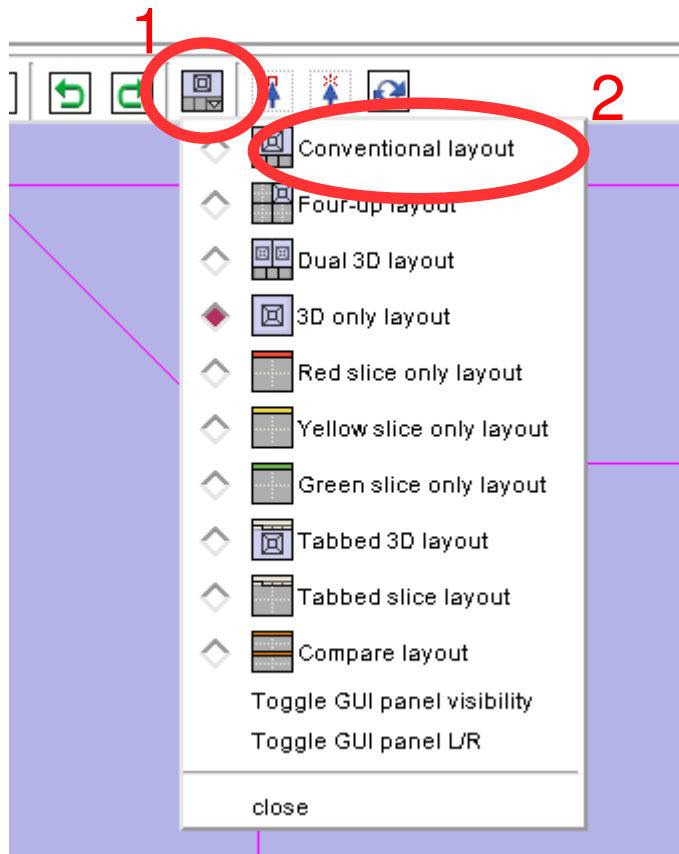 1
2
Conventional layout
Four-up layout
Dual 3D layout
3D only layout
Red slice only layout
Yellow slice only layout
Green slice only layout
Tabbed 3D layout
Tabbed slice layout
Compare layout
Toggle GUI panel visibility
Toggle GUI panel L/R
close